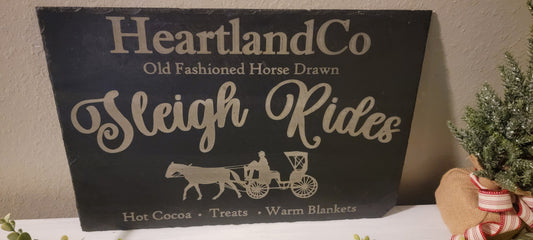 HeartlandCo
Old Fashioned Horse Drawn
Sleigh Rides
Hot Cocoa • Treats • Warm Blankets